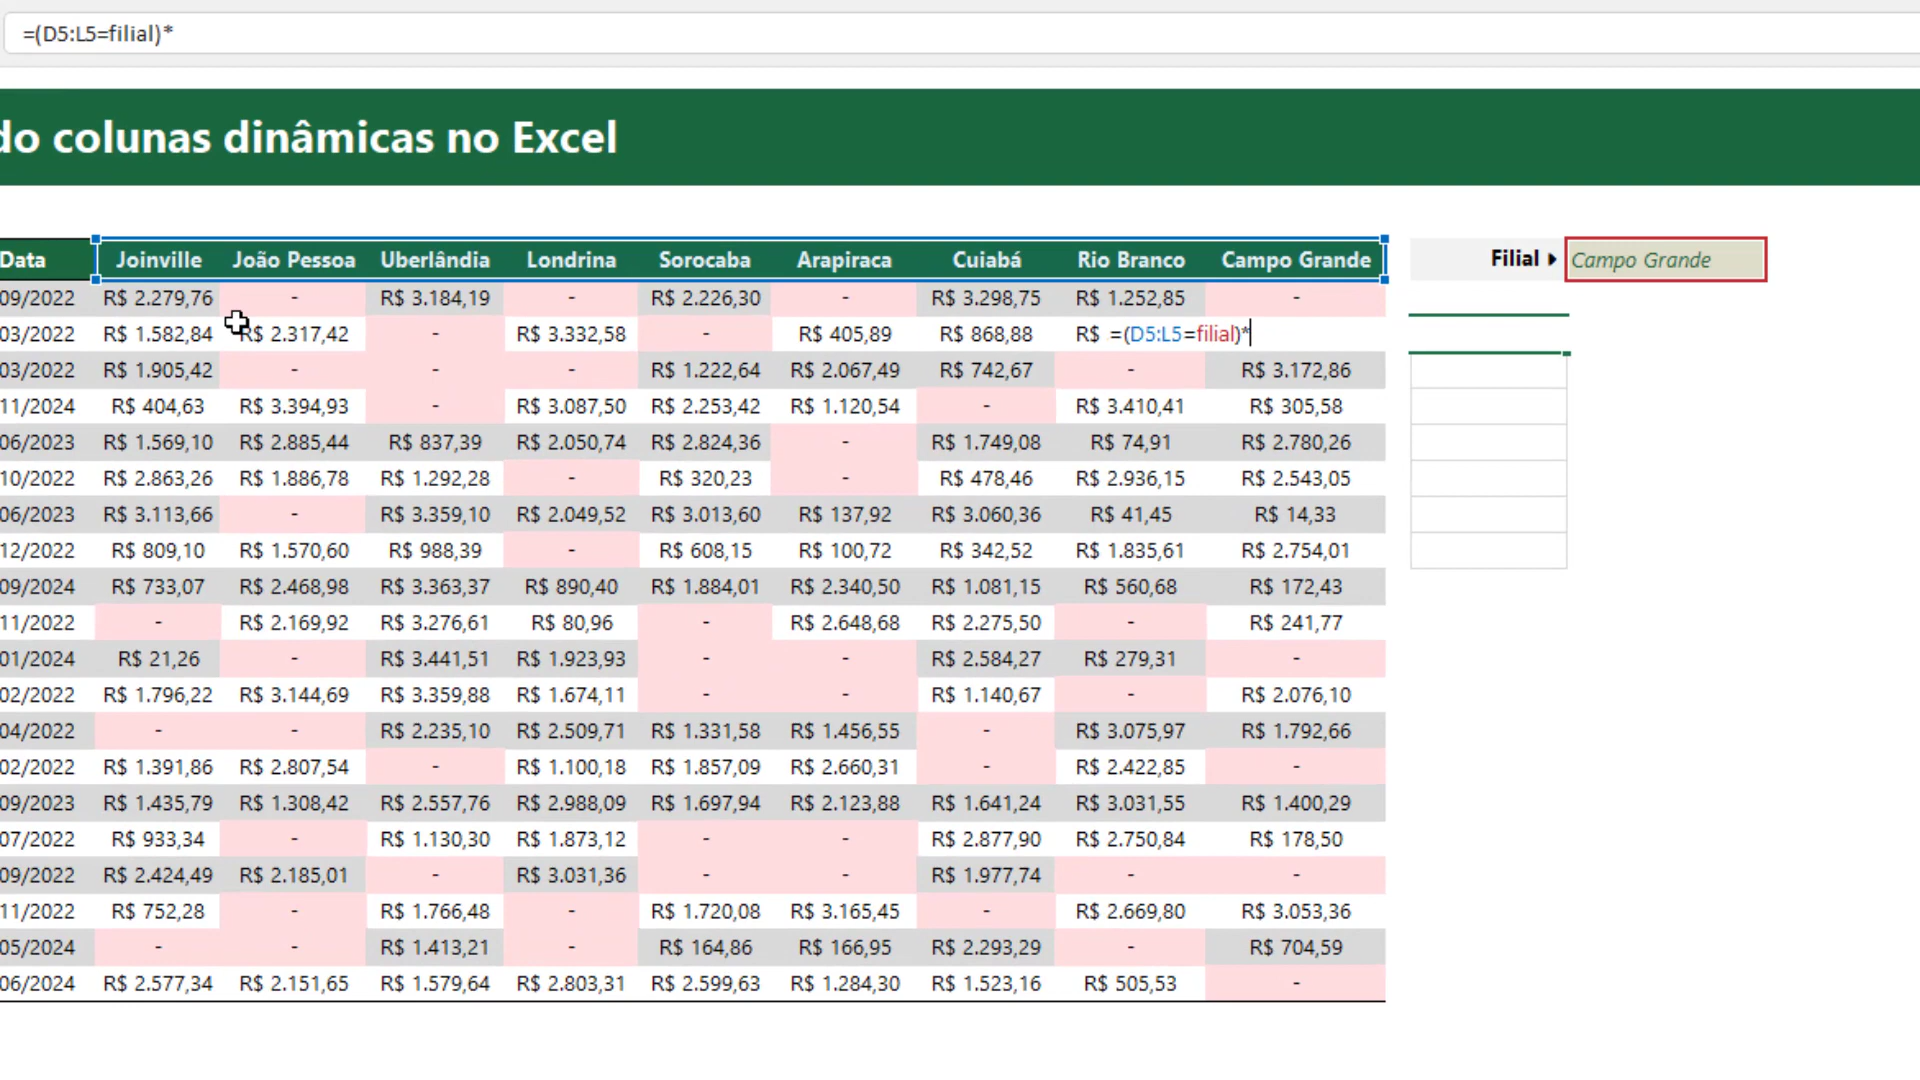 =(D5:L5=filial)*
do colunas dinâmicas no Excel
Data Joinville João Pessoa Uberlândia Londrina Sorocaba Arapiraca Cuiabá Rio Branco Campo Grande Filial Campo Grande
09/2022 R$ 2.279,76 - R$ 3.184,19 - R$ 2.226,30 - R$ 3.298,75 R$ 1.252,85 -
03/2022 R$ 1.582,84 R$ 2.317,42 - R$ 3.332,58 - R$ 405,89 R$ 868,88 R$ =(D5:L5=filial)*
03/2022 R$ 1.905,42 - - - R$ 1.222,64 R$ 2.067,49 R$ 742,67 - R$ 3.172,86
11/2024 R$ 404,63 R$ 3.394,93 - R$ 3.087,50 R$ 2.253,42 R$ 1.120,54 - R$ 3.410,41 R$ 305,58
06/2023 R$ 1.569,10 R$ 2.885,44 R$ 837,39 R$ 2.050,74 R$ 2.824,36 - R$ 1.749,08 R$ 74,91 R$ 2.780,26
10/2022 R$ 2.863,26 R$ 1.886,78 R$ 1.292,28 - R$ 320,23 - R$ 478,46 R$ 2.936,15 R$ 2.543,05
06/2023 R$ 3.113,66 - R$ 3.359,10 R$ 2.049,52 R$ 3.013,60 R$ 137,92 R$ 3.060,36 R$ 41,45 R$ 14,33
12/2022 R$ 809,10 R$ 1.570,60 R$ 988,39 - R$ 608,15 R$ 100,72 R$ 342,52 R$ 1.835,61 R$ 2.754,01
09/2024 R$ 733,07 R$ 2.468,98 R$ 3.363,37 R$ 890,40 R$ 1.884,01 R$ 2.340,50 R$ 1.081,15 R$ 560,68 R$ 172,43
11/2022 - R$ 2.169,92 R$ 3.276,61 R$ 80,96 - R$ 2.648,68 R$ 2.275,50 - R$ 241,77
01/2024 R$ 21,26 - R$ 3.441,51 R$ 1.923,93 - - R$ 2.584,27 R$ 279,31 -
02/2022 R$ 1.796,22 R$ 3.144,69 R$ 3.359,88 R$ 1.674,11 - - R$ 1.140,67 - R$ 2.076,10
04/2022 - - R$ 2.235,10 R$ 2.509,71 R$ 1.331,58 R$ 1.456,55 - R$ 3.075,97 R$ 1.792,66
02/2022 R$ 1.391,86 R$ 2.807,54 - R$ 1.100,18 R$ 1.857,09 R$ 2.660,31 - R$ 2.422,85 -
09/2023 R$ 1.435,79 R$ 1.308,42 R$ 2.557,76 R$ 2.988,09 R$ 1.697,94 R$ 2.123,88 R$ 1.641,24 R$ 3.031,55 R$ 1.400,29
07/2022 R$ 933,34 - R$ 1.130,30 R$ 1.873,12 - - R$ 2.877,90 R$ 2.750,84 R$ 178,50
09/2022 R$ 2.424,49 R$ 2.185,01 - R$ 3.031,36 - - R$ 1.977,74 - -
11/2022 R$ 752,28 - R$ 1.766,48 - R$ 1.720,08 R$ 3.165,45 - R$ 2.669,80 R$ 3.053,36
05/2024 - - R$ 1.413,21 - R$ 164,86 R$ 166,95 R$ 2.293,29 - R$ 704,59
06/2024 R$ 2.577,34 R$ 2.151,65 R$ 1.579,64 R$ 2.803,31 R$ 2.599,63 R$ 1.284,30 R$ 1.523,16 R$ 505,53 -